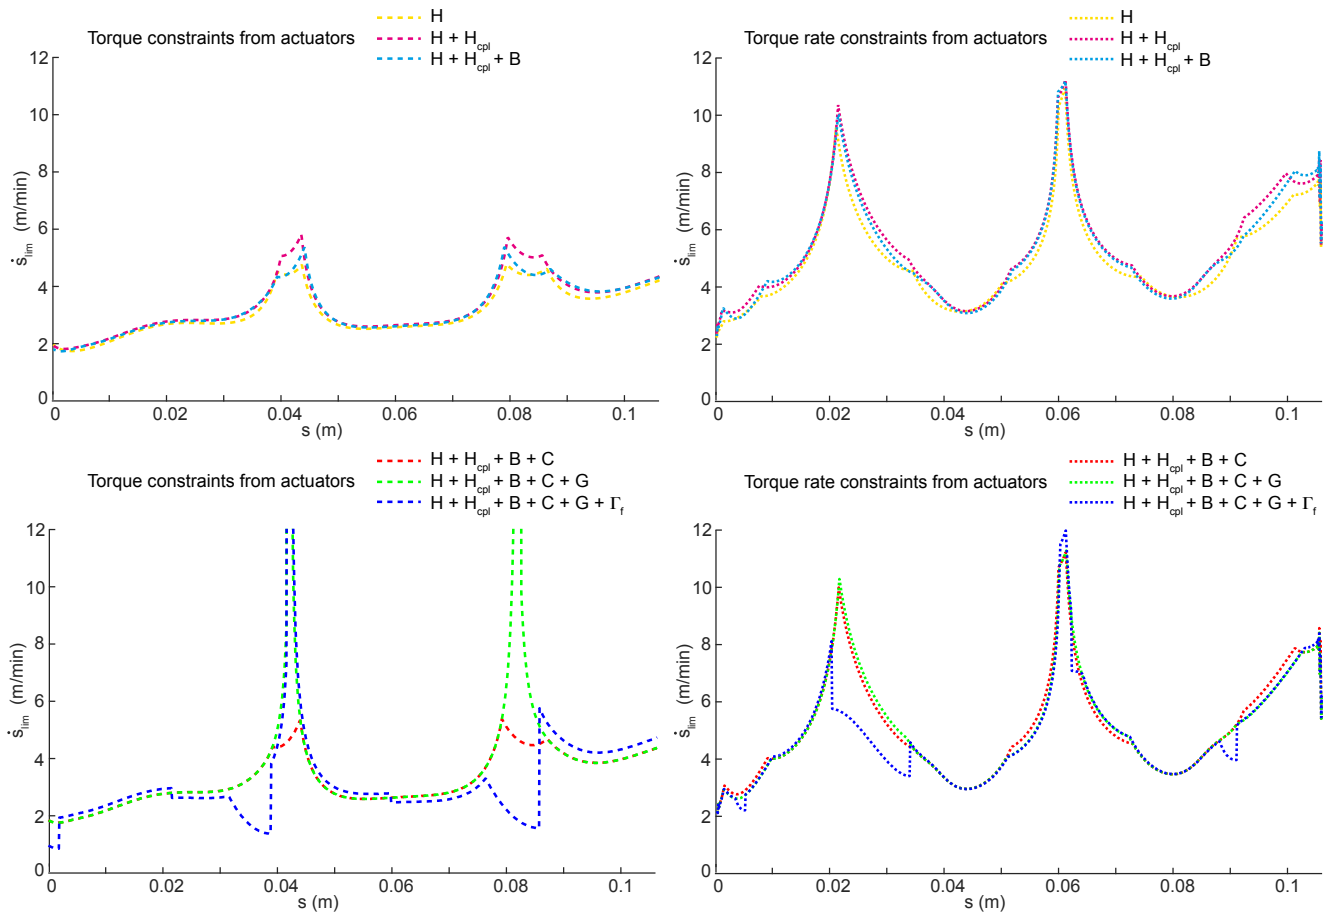 Torque constraints from actuators
H
H + H_cpl
H + H_cpl + B
12
10
8
6
4
2
0
ṡ_lim (m/min)
0 0.02 0.04 0.06 0.08 0.1
s (m)
Torque rate constraints from actuators
H
H + H_cpl
H + H_cpl + B
12
10
8
6
4
2
0
ṡ_lim (m/min)
0 0.02 0.04 0.06 0.08 0.1
s (m)
Torque constraints from actuators
H + H_cpl + B + C
H + H_cpl + B + C + G
H + H_cpl + B + C + G + Γ_f
12
10
8
6
4
2
0
ṡ_lim (m/min)
0 0.02 0.04 0.06 0.08 0.1
s (m)
Torque rate constraints from actuators
H + H_cpl + B + C
H + H_cpl + B + C + G
H + H_cpl + B + C + G + Γ_f
12
10
8
6
4
2
0
ṡ_lim (m/min)
0 0.02 0.04 0.06 0.08 0.1
s (m)